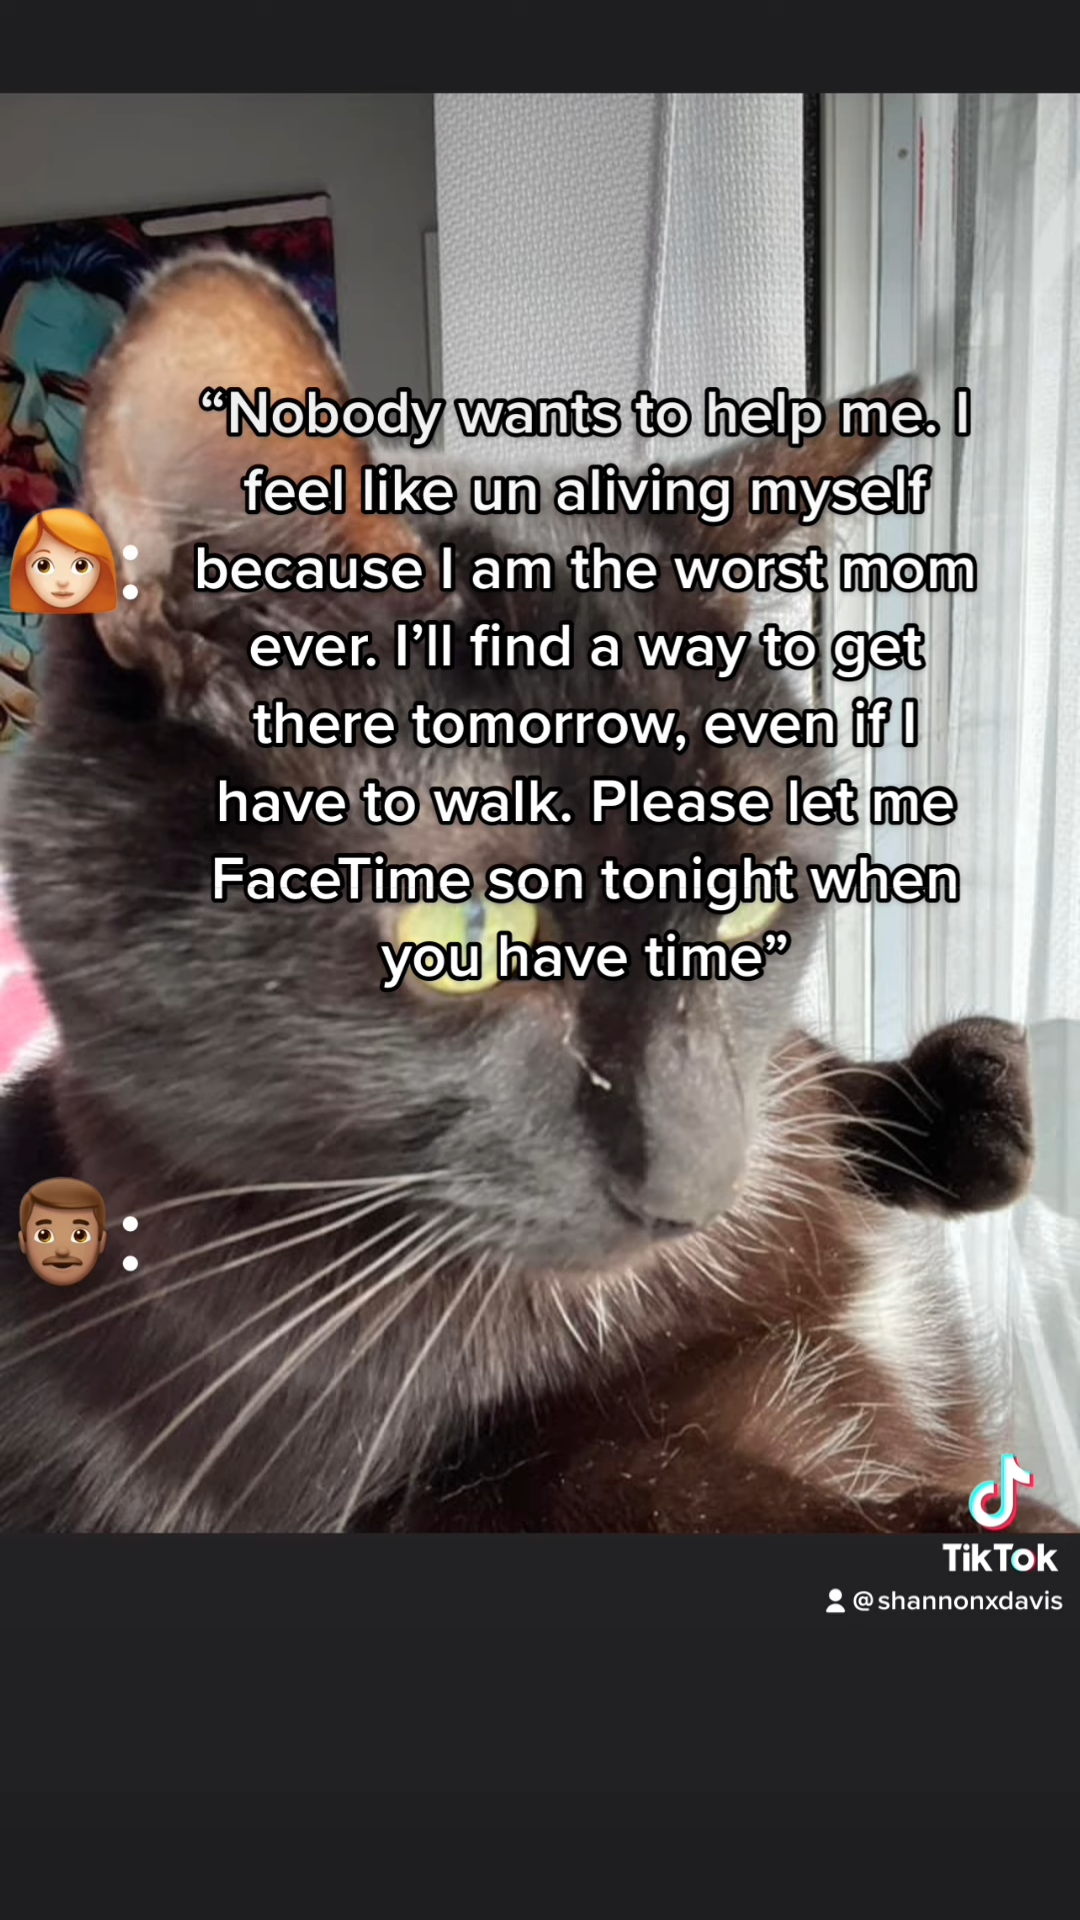 “Nobody wants to help me. I
feel like un aliving myself
because I am the worst mom
ever. I’ll find a way to get
there tomorrow, even if I
have to walk. Please let me
FaceTime son tonight when
you have time”
:
:
TikTok
@shannonxdavis